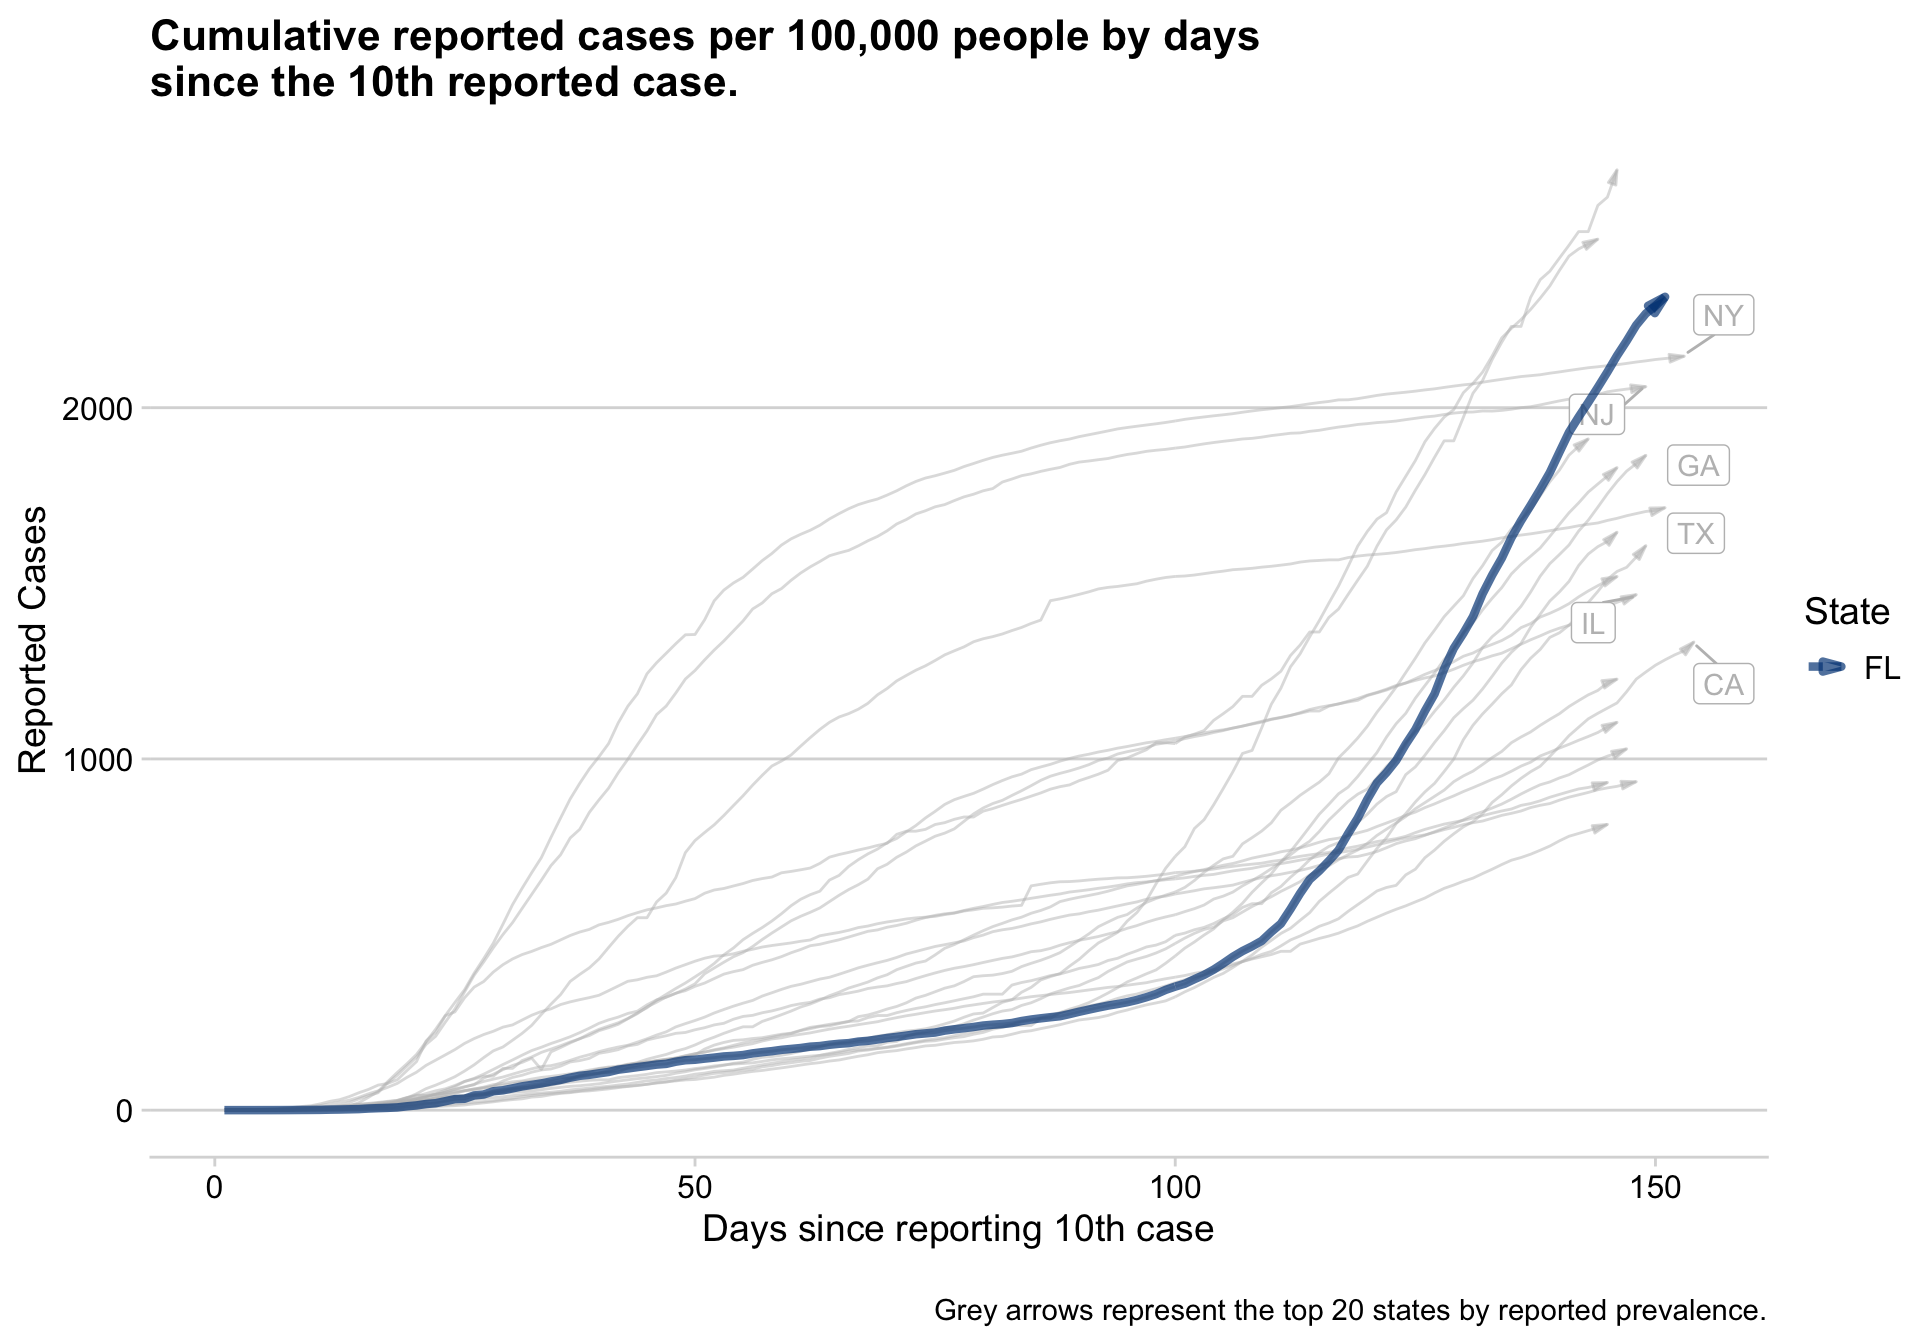 Cumulative reported cases per 100,000 people by days
since the 10th reported case.
Reported Cases
2000
1000
0
NY
NJ
GA
TX
IL
CA
State
FL
0
50
100
150
Days since reporting 10th case
Grey arrows represent the top 20 states by reported prevalence.